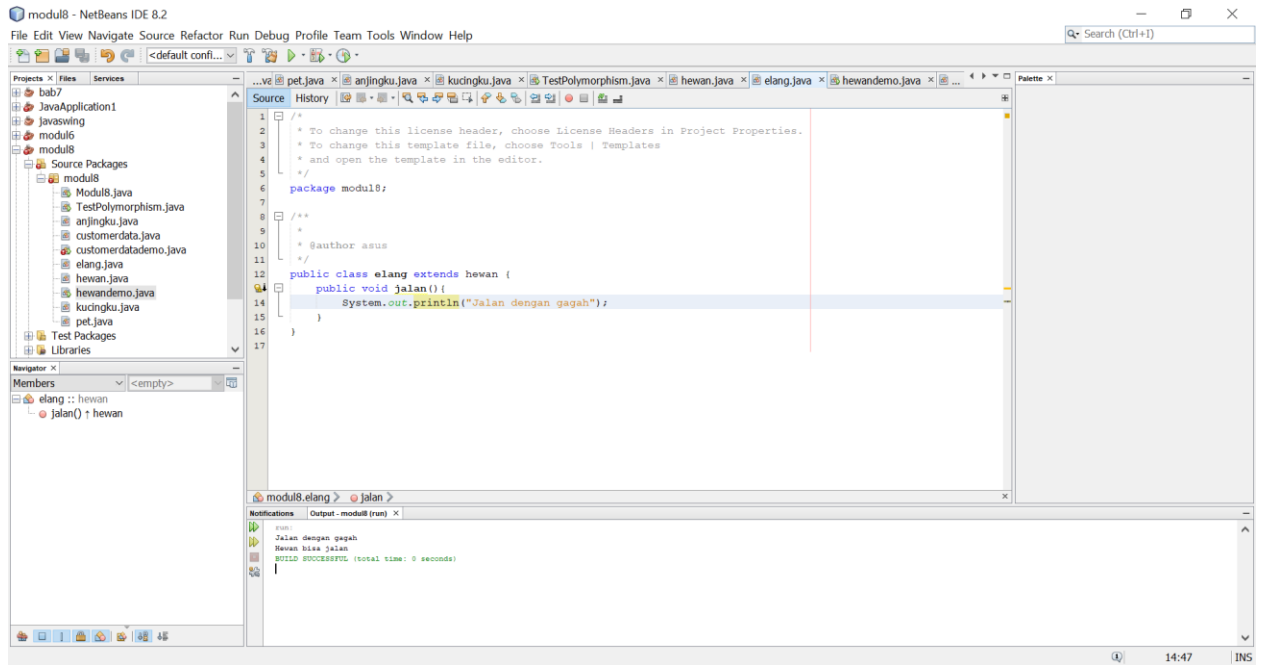 modul8 - NetBeans IDE 8.2
File Edit View Navigate Source Refactor Run Debug Profile Team Tools Window Help
Search (Ctrl+I)
<default confi...
Projects Files Services
...va pet.java anjingku.java kucingku.java TestPolymorphism.java hewan.java elang.java hewandemo.java ...
Palette
Source History
bab7
JavaApplication1
javaswing
modul6
modul8
Source Packages
modul8
Modul8.java
TestPolymorphism.java
anjingku.java
customerdata.java
customerdatademo.java
elang.java
hewan.java
hewandemo.java
kucingku.java
pet.java
Test Packages
Libraries
1 /*
2 * To change this license header, choose License Headers in Project Properties.
3 * To change this template file, choose Tools | Templates
4 * and open the template in the editor.
5 */
6 package modul8;
7
8 /**
9 *
10 * @author asus
11 */
12 public class elang extends hewan {
public void jalan(){
14 System.out.println("Jalan dengan gagah");
15 }
16 }
17
Navigator
Members <empty>
elang :: hewan
jalan() ↑ hewan
modul8.elang jalan
Notifications Output - modul8 (run)
run:
Jalan dengan gagah
Hewan bisa jalan
BUILD SUCCESSFUL (total time: 0 seconds)
14:47 INS